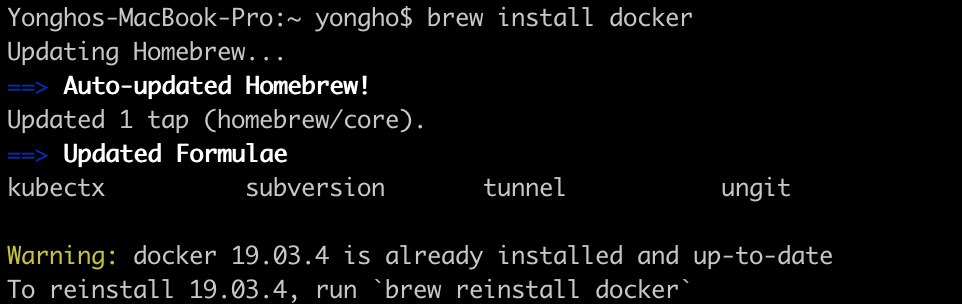 Yonghos-MacBook-Pro:~ yongho$ brew install docker
Updating Homebrew...
==> Auto-updated Homebrew!
Updated 1 tap (homebrew/core).
==> Updated Formulae
kubectx subversion tunnel ungit
Warning: docker 19.03.4 is already installed and up-to-date
To reinstall 19.03.4, run `brew reinstall docker`